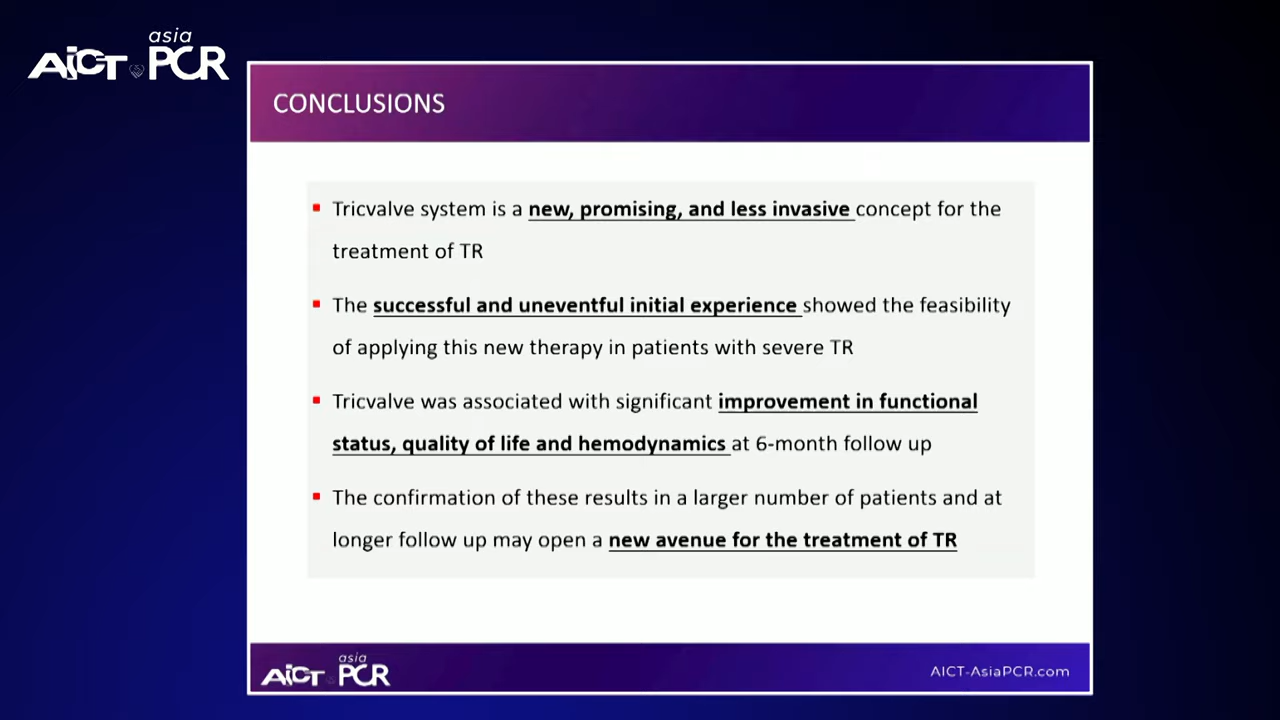 asia
AICT PCR
CONCLUSIONS
Tricvalve system is a new, promising, and less invasive concept for the
treatment of TR
The successful and uneventful initial experience showed the feasibility
of applying this new therapy in patients with severe TR
Tricvalve was associated with significant improvement in functional
status, quality of life and hemodynamics at 6-month follow up
The confirmation of these results in a larger number of patients and at
longer follow up may open a new avenue for the treatment of TR
asia
AICT PCR
AICT-AsiaPCR.com